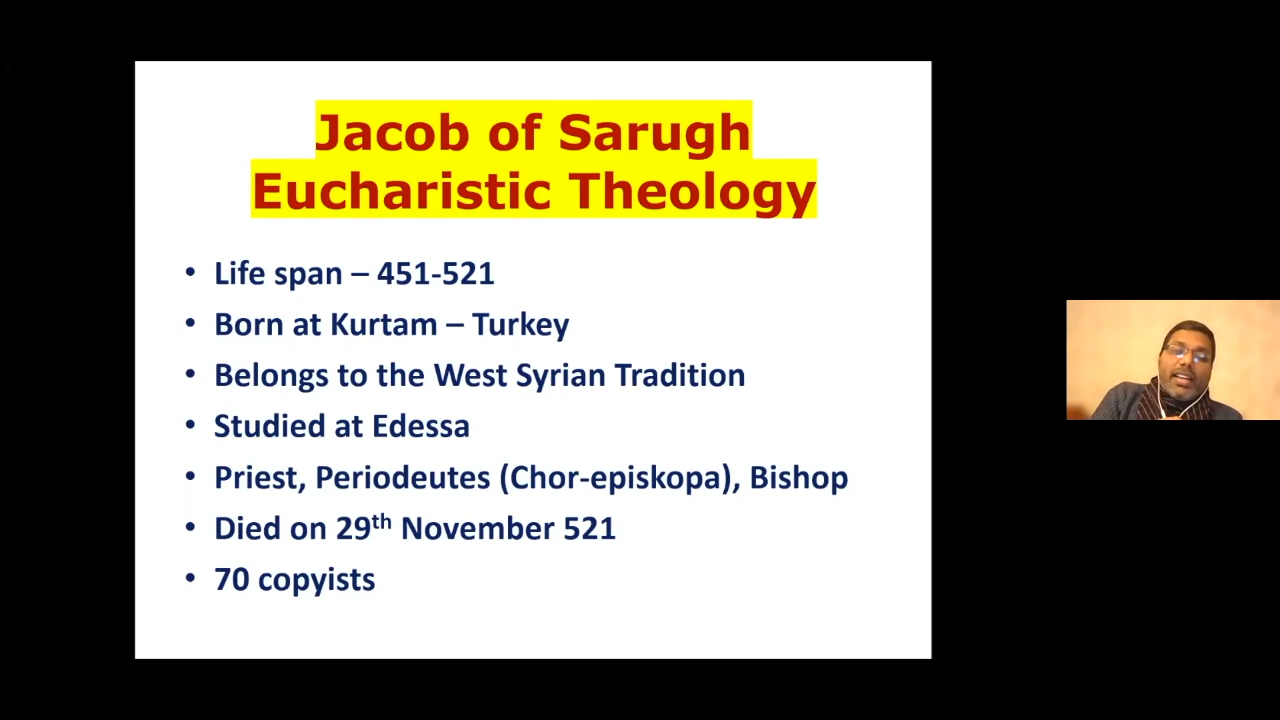 Jacob of Sarugh
Eucharistic Theology
• Life span – 451-521
• Born at Kurtam – Turkey
• Belongs to the West Syrian Tradition
• Studied at Edessa
• Priest, Periodeutes (Chor-episkopa), Bishop
• Died on 29th November 521
• 70 copyists